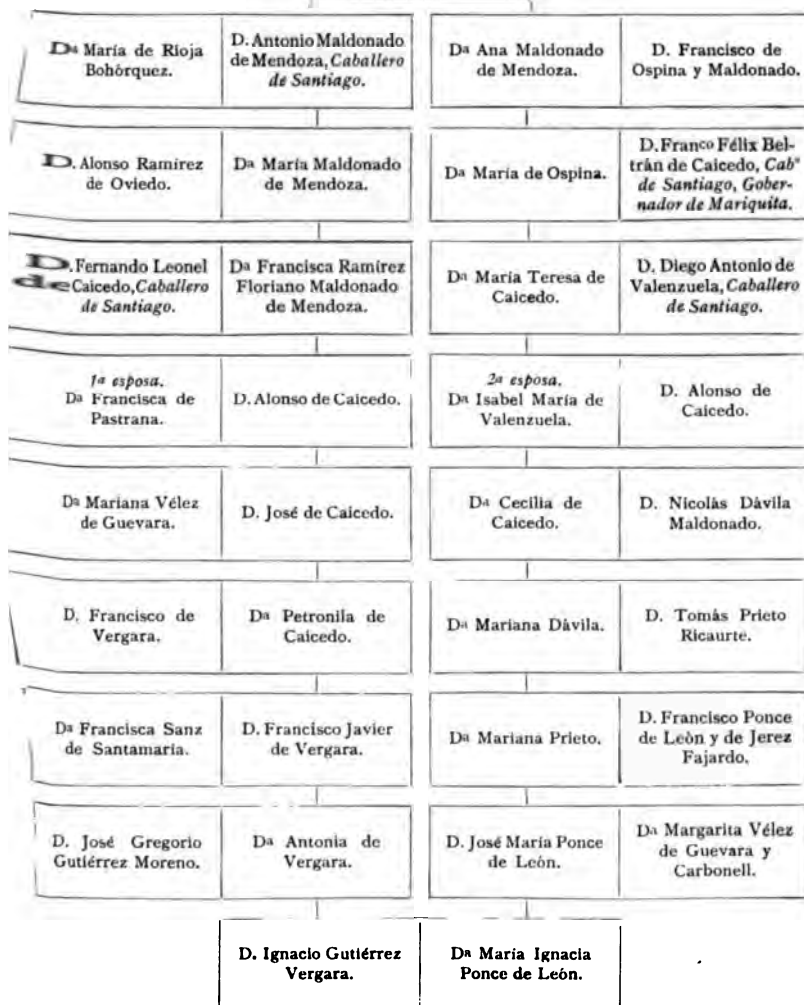 Da María de Rioja
Bohórquez.
D. Antonio Maldonado
de Mendoza, Caballero
de Santiago.
Da Ana Maldonado
de Mendoza.
D. Francisco de
Ospina y Maldonado.
D. Alonso Ramírez
de Oviedo.
Da María Maldonado
de Mendoza.
Da María de Ospina.
D. Franco Félix Bel-
trán de Caicedo, Cabo
de Santiago, Gober-
nador de Mariquita.
D. Fernando Leonel
de Caicedo, Caballero
de Santiago.
Da Francisca Ramírez
Floriano Maldonado
de Mendoza.
Da María Teresa de
Caicedo.
D. Diego Antonio de
Valenzuela, Caballero
de Santiago.
1a esposa.
Da Francisca de
Pastrana.
D. Alonso de Caicedo.
2a esposa.
Da Isabel María de
Valenzuela.
D. Alonso de
Caicedo.
Da Mariana Vélez
de Guevara.
D. José de Caicedo.
Da Cecilia de
Caicedo.
D. Nicolás Dávila
Maldonado.
D. Francisco de
Vergara.
Da Petronila de
Caicedo.
Da Mariana Dávila.
D. Tomás Prieto
Ricaurte.
Da Francisca Sanz
de Santamaría.
D. Francisco Javier
de Vergara.
Da Mariana Prieto.
D. Francisco Ponce
de León y de Jerez
Fajardo.
D. José Gregorio
Gutiérrez Moreno.
Da Antonia de
Vergara.
D. José María Ponce
de León.
Da Margarita Vélez
de Guevara y
Carbonell.
D. Ignacio Gutiérrez
Vergara.
Da María Ignacia
Ponce de León.